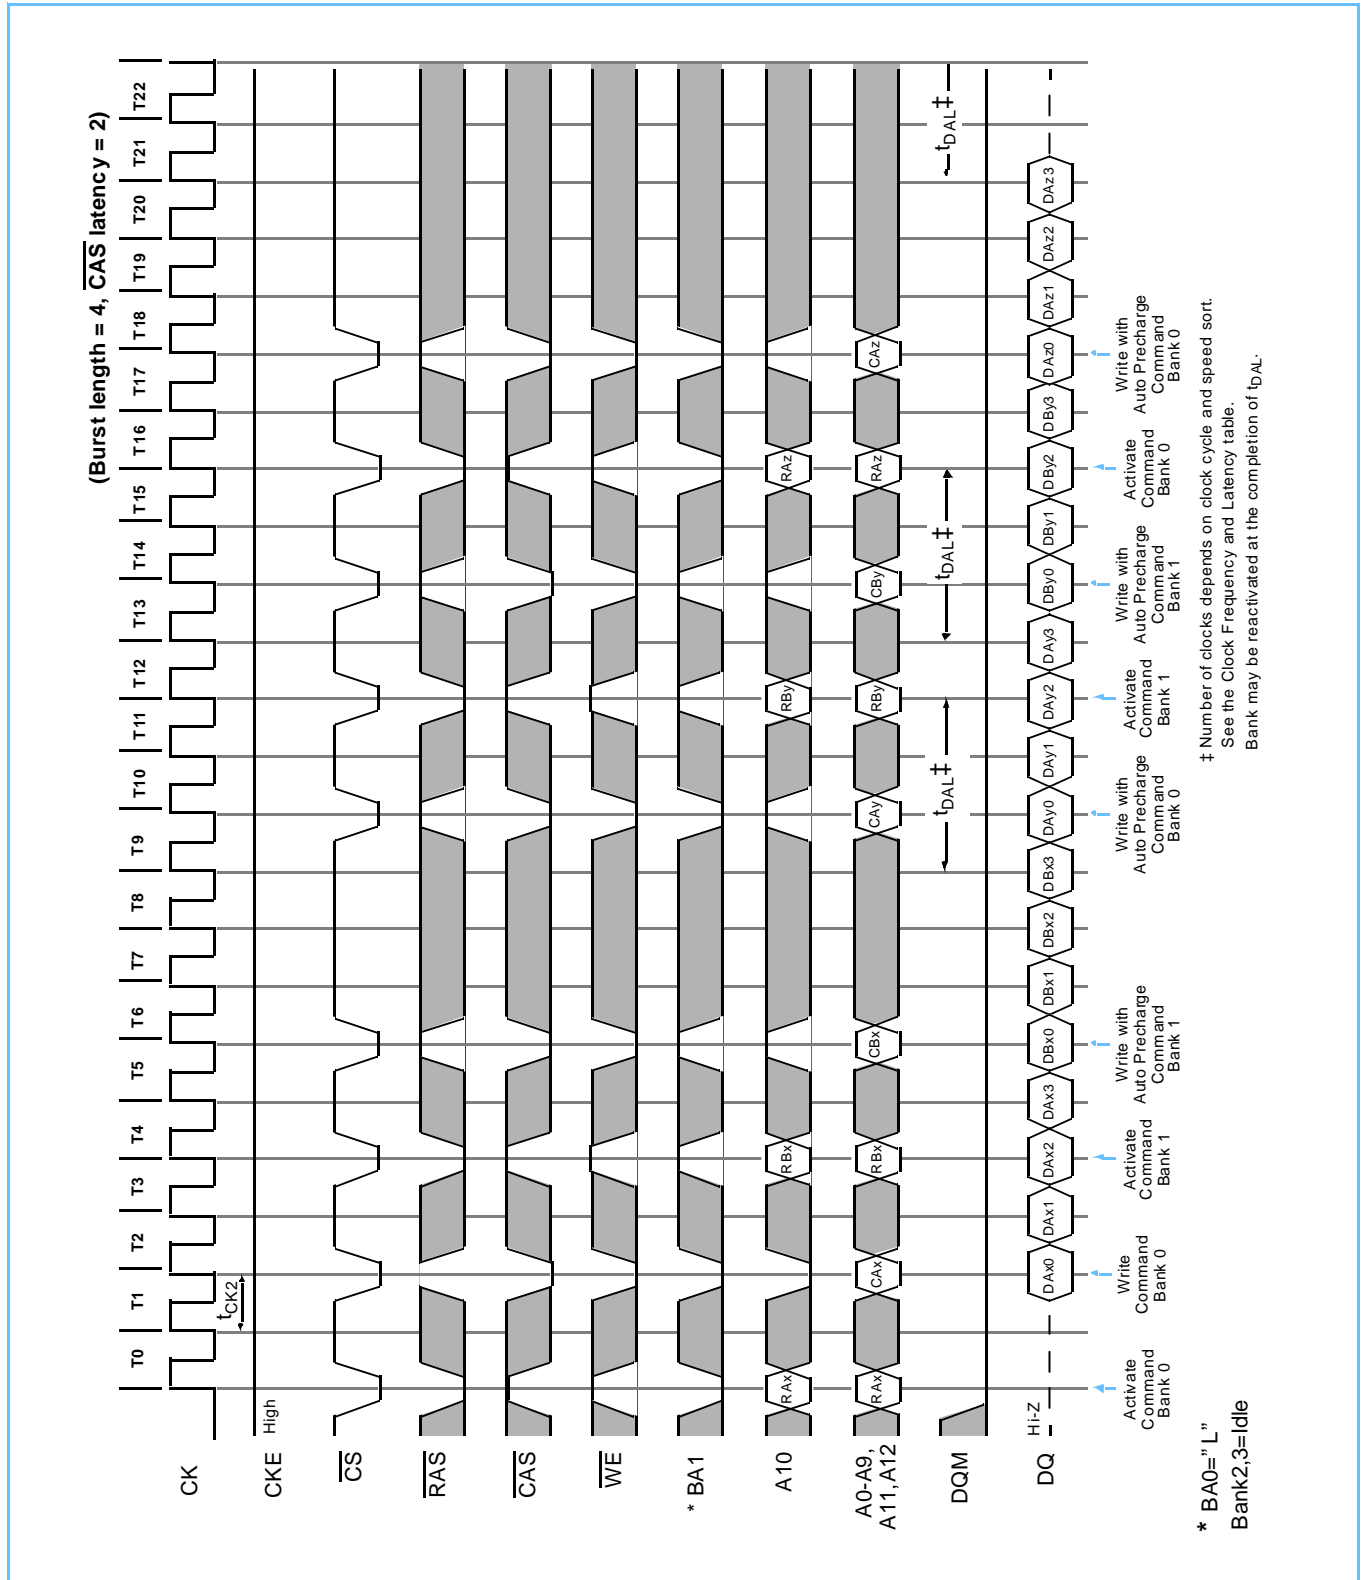 (Burst length = 4, CAS latency = 2)
T0 T1 T2 T3 T4 T5 T6 T7 T8 T9 T10 T11 T12 T13 T14 T15 T16 T17 T18 T19 T20 T21 T22
CK
tCK2
CKE
High
CS
RAS
CAS
WE
* BA1
A10
RAx RBx RBy RAz
A0-A9,
A11,A12
RAx CAx RBx CBx CAy RBy CBy RAz CAz
DQM
tDAL‡ tDAL‡ tDAL‡
DQ
Hi-Z
DAx0 DAx1 DAx2 DAx3 DBx0 DBx1 DBx2 DBx3 DAy0 DAy1 DAy2 DAy3 DBy0 DBy1 DBy2 DBy3 DAz0 DAz1 DAz2 DAz3
Activate
Command
Bank 0
Write
Command
Bank 0
Activate
Command
Bank 1
Write with
Auto Precharge
Command
Bank 1
Write with
Auto Precharge
Command
Bank 0
Activate
Command
Bank 1
Write with
Auto Precharge
Command
Bank 1
Activate
Command
Bank 0
Write with
Auto Precharge
Command
Bank 0
* BA0="L"
Bank2,3=Idle
‡ Number of clocks depends on clock cycle and speed sort.
See the Clock Frequency and Latency table.
Bank may be reactivated at the completion of tDAL.